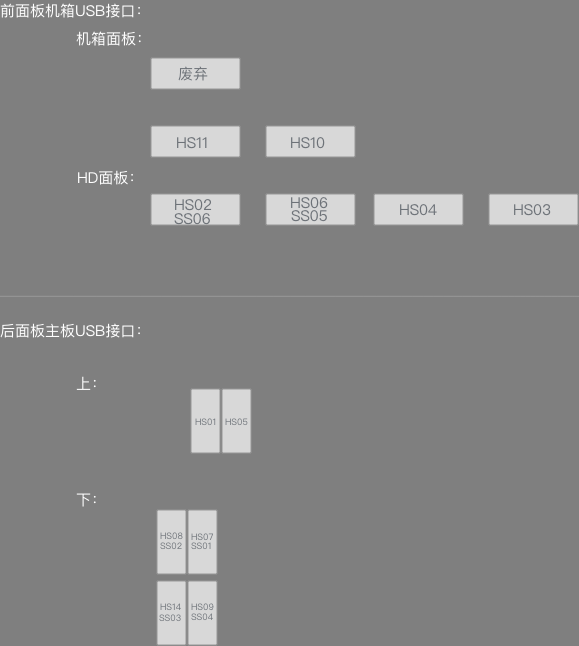 前面板机箱USB接口：
机箱面板：
废弃
HS11 HS10
HD面板：
HS02 HS06 HS04 HS03
SS06 SS05
后面板主板USB接口：
上：
HS01 HS05
下：
HS08 HS07
SS02 SS01
HS14 HS09
SS03 SS04